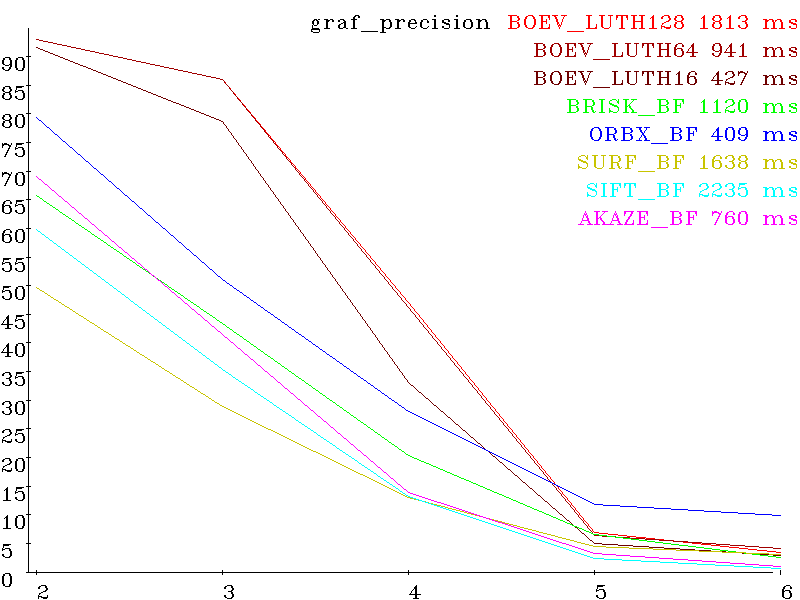 graf_precision BOEV_LUTH128 1813 ms
BOEV_LUTH64 941 ms
BOEV_LUTH16 427 ms
BRISK_BF 1120 ms
ORBX_BF 409 ms
SURF_BF 1638 ms
SIFT_BF 2235 ms
AKAZE_BF 760 ms
90
85
80
75
70
65
60
55
50
45
40
35
30
25
20
15
10
5
0
2 3 4 5 6